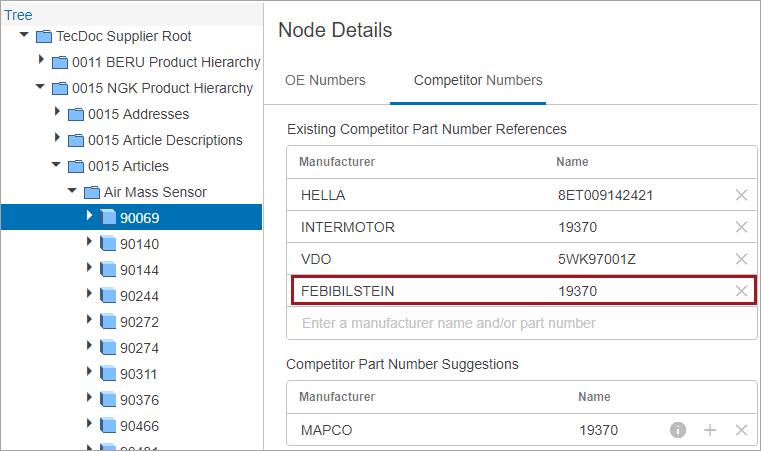 Tree
TecDoc Supplier Root
0011 BERU Product Hierarchy
0015 NGK Product Hierarchy
0015 Addresses
0015 Article Descriptions
0015 Articles
Air Mass Sensor
90069
90140
90144
90244
90272
90274
90311
90376
90466
90481
Node Details
OE Numbers Competitor Numbers
Existing Competitor Part Number References
Manufacturer Name
HELLA 8ET009142421
INTERMOTOR 19370
VDO 5WK97001Z
FEBIBILSTEIN 19370
Enter a manufacturer name and/or part number
Competitor Part Number Suggestions
Manufacturer Name
MAPCO 19370